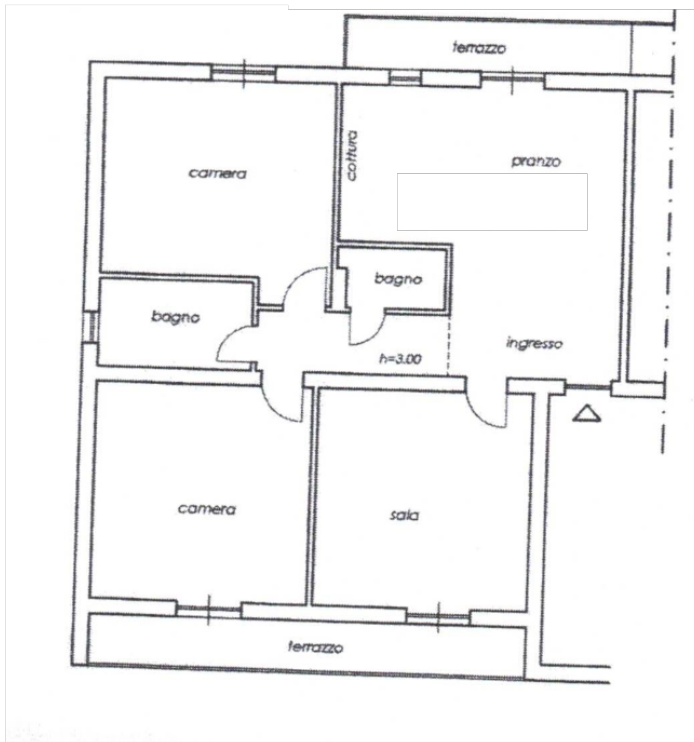 terrazzo
camera
cottura
pranzo
bagno
bagno
ingresso
h=3.00
camera
sala
terrazzo